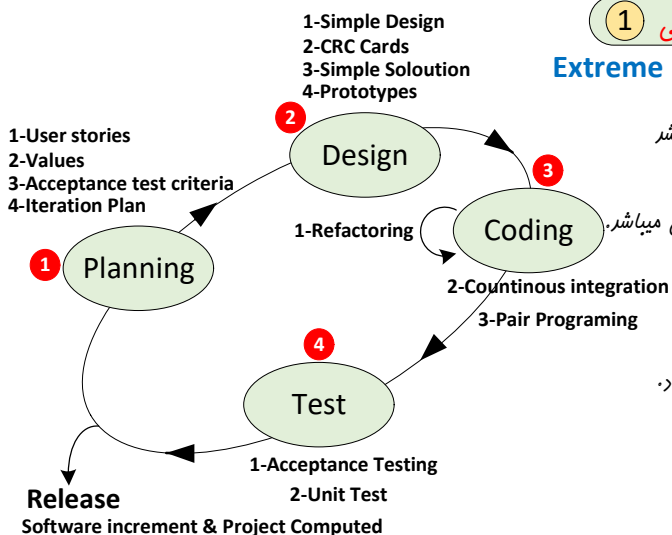 1
ی
Extreme
1-Simple Design
2-CRC Cards
3-Simple Soloution
4-Prototypes
2
Design
1-User stories
2-Values
3-Acceptance test criteria
4-Iteration Plan
1
Planning
3
Coding
1-Refactoring
2-Countinous integration
3-Pair Programing
میباشد.
4
Test
1-Acceptance Testing
2-Unit Test
Release
Software increment & Project Computed